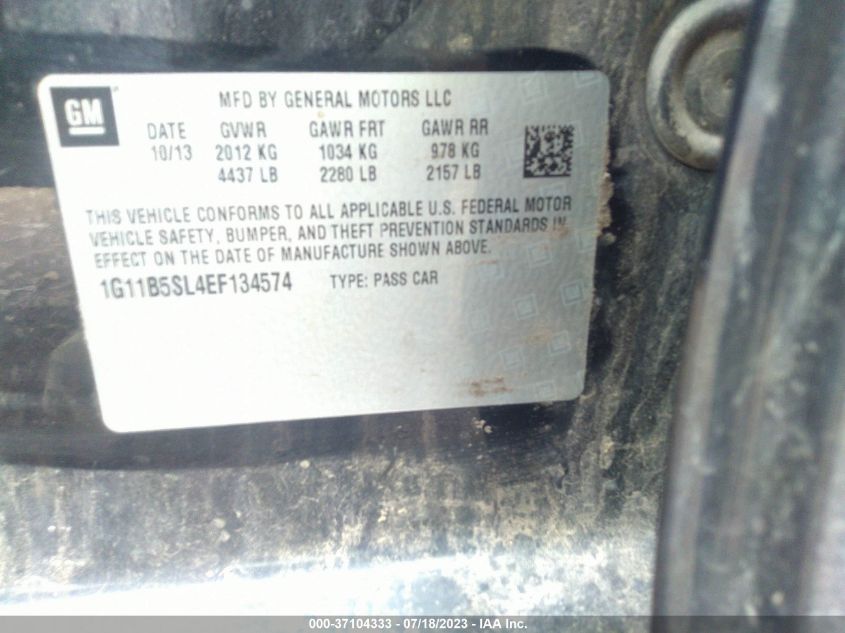 GM
MFD BY GENERAL MOTORS LLC
DATE GVWR GAWR FRT GAWR RR
10/13 2012 KG 1034 KG 978 KG
4437 LB 2280 LB 2157 LB
THIS VEHICLE CONFORMS TO ALL APPLICABLE U.S. FEDERAL MOTOR
VEHICLE SAFETY, BUMPER, AND THEFT PREVENTION STANDARDS IN
EFFECT ON THE DATE OF MANUFACTURE SHOWN ABOVE.
1G11B5SL4EF134574 TYPE: PASS CAR
000-37104333 - 07/18/2023 - IAA Inc.